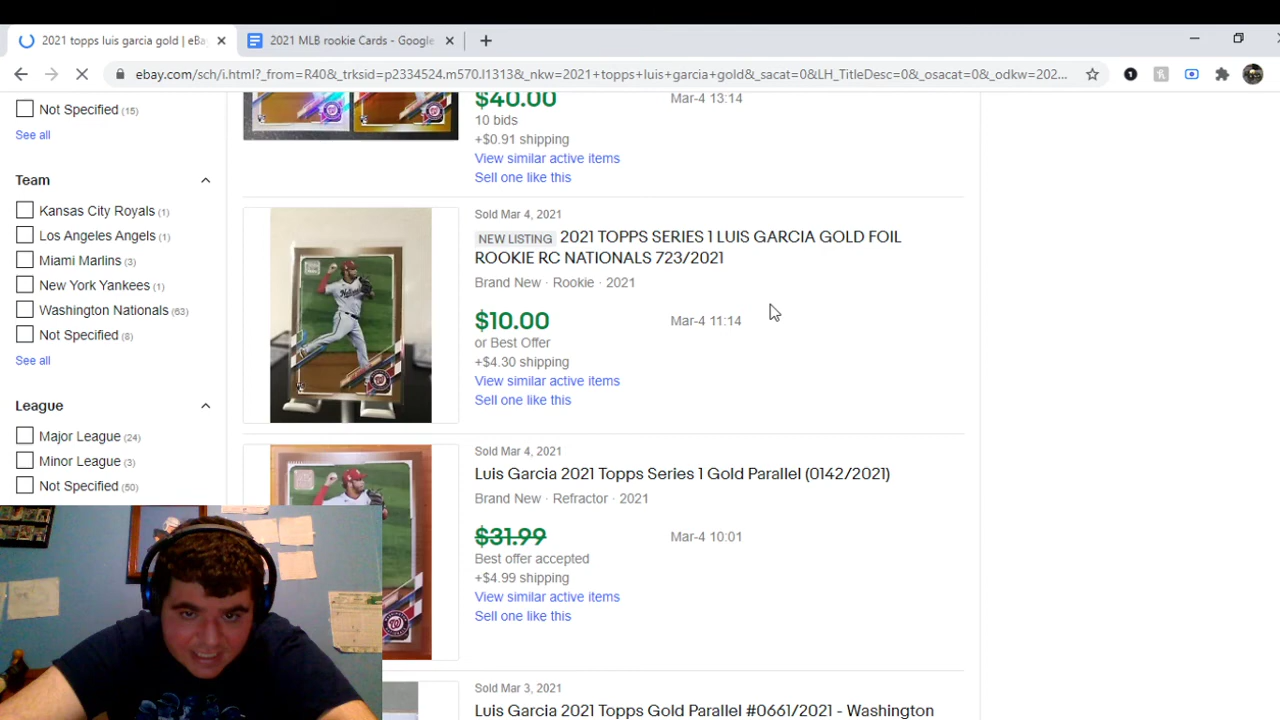 2021 topps luis garcia gold | eBa
2021 MLB rookie Cards - Google
ebay.com/sch/i.html?_from=R40&_trksid=p2334524.m570.l1313&_nkw=2021+topps+luis+garcia+gold&_sacat=0&LH_TitleDesc=0&_osacat=0&_odkw=202...
Not Specified (15)
See all
Team
Kansas City Royals (1)
Los Angeles Angels (1)
Miami Marlins (3)
New York Yankees (1)
Washington Nationals (63)
Not Specified (8)
See all
League
Major League (24)
Minor League (3)
Not Specified (50)
$40.00
Mar-4 13:14
10 bids
+$0.91 shipping
View similar active items
Sell one like this
Sold Mar 4, 2021
NEW LISTING 2021 TOPPS SERIES 1 LUIS GARCIA GOLD FOIL
ROOKIE RC NATIONALS 723/2021
Brand New · Rookie · 2021
$10.00
Mar-4 11:14
or Best Offer
+$4.30 shipping
View similar active items
Sell one like this
Sold Mar 4, 2021
Luis Garcia 2021 Topps Series 1 Gold Parallel (0142/2021)
Brand New · Refractor · 2021
$31.99
Mar-4 10:01
Best offer accepted
+$4.99 shipping
View similar active items
Sell one like this
Sold Mar 3, 2021
Luis Garcia 2021 Topps Gold Parallel #0661/2021 - Washington